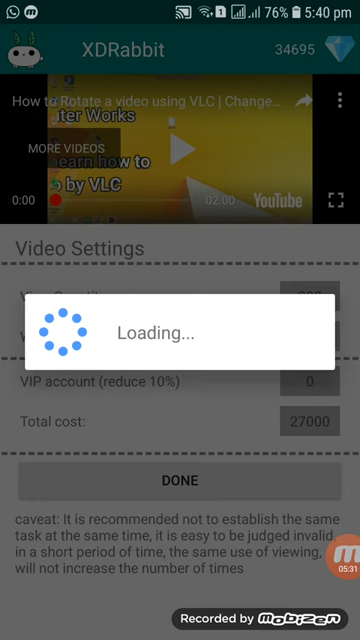 5:40 pm
76%
1
XDRabbit
34695
How to Rotate a video using VLC | Change...
ter Works
MORE VIDEOS
earn how to
by VLC
0:00
02:00
YouTube
Video Settings
Loading...
VIP account (reduce 10%)
0
Total cost:
27000
DONE
caveat: It is recommended not to establish the same
task at the same time, it is easy to be judged invalid
in a short period of time, the same use of viewing,
will not increase the number of times
05:31
Recorded by MOBIZEN